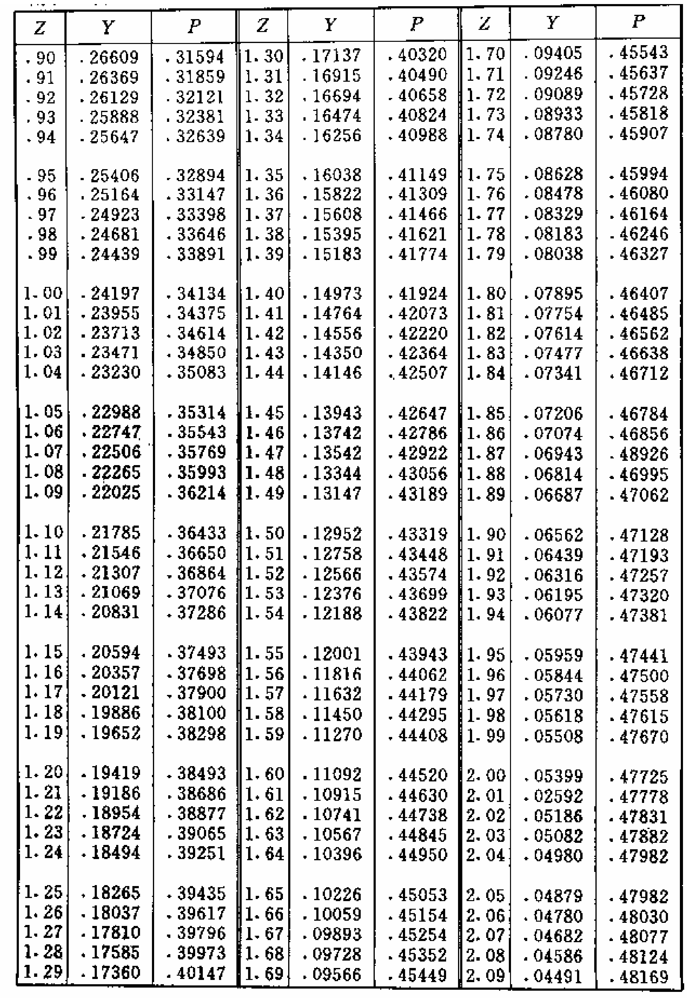 Z Y P Z Y P Z Y P
.90 .26609 .31594 1.30 .17137 .40320 1.70 .09405 .45543
.91 .26369 .31859 1.31 .16915 .40490 1.71 .09246 .45637
.92 .26129 .32121 1.32 .16694 .40658 1.72 .09089 .45728
.93 .25888 .32381 1.33 .16474 .40824 1.73 .08933 .45818
.94 .25647 .32639 1.34 .16256 .40988 1.74 .08780 .45907
.95 .25406 .32894 1.35 .16038 .41149 1.75 .08628 .45994
.96 .25164 .33147 1.36 .15822 .41309 1.76 .08478 .46080
.97 .24923 .33398 1.37 .15608 .41466 1.77 .08329 .46164
.98 .24681 .33646 1.38 .15395 .41621 1.78 .08183 .46246
.99 .24439 .33891 1.39 .15183 .41774 1.79 .08038 .46327
1.00 .24197 .34134 1.40 .14973 .41924 1.80 .07895 .46407
1.01 .23955 .34375 1.41 .14764 .42073 1.81 .07754 .46485
1.02 .23713 .34614 1.42 .14556 .42220 1.82 .07614 .46562
1.03 .23471 .34850 1.43 .14350 .42364 1.83 .07477 .46638
1.04 .23230 .35083 1.44 .14146 .42507 1.84 .07341 .46712
1.05 .22988 .35314 1.45 .13943 .42647 1.85 .07206 .46784
1.06 .22747 .35543 1.46 .13742 .42786 1.86 .07074 .46856
1.07 .22506 .35769 1.47 .13542 .42922 1.87 .06943 .48926
1.08 .22265 .35993 1.48 .13344 .43056 1.88 .06814 .46995
1.09 .22025 .36214 1.49 .13147 .43189 1.89 .06687 .47062
1.10 .21785 .36433 1.50 .12952 .43319 1.90 .06562 .47128
1.11 .21546 .36650 1.51 .12758 .43448 1.91 .06439 .47193
1.12 .21307 .36864 1.52 .12566 .43574 1.92 .06316 .47257
1.13 .21069 .37076 1.53 .12376 .43699 1.93 .06195 .47320
1.14 .20831 .37286 1.54 .12188 .43822 1.94 .06077 .47381
1.15 .20594 .37493 1.55 .12001 .43943 1.95 .05959 .47441
1.16 .20357 .37698 1.56 .11816 .44062 1.96 .05844 .47500
1.17 .20121 .37900 1.57 .11632 .44179 1.97 .05730 .47558
1.18 .19886 .38100 1.58 .11450 .44295 1.98 .05618 .47615
1.19 .19652 .38298 1.59 .11270 .44408 1.99 .05508 .47670
1.20 .19419 .38493 1.60 .11092 .44520 2.00 .05399 .47725
1.21 .19186 .38686 1.61 .10915 .44630 2.01 .02592 .47778
1.22 .18954 .38877 1.62 .10741 .44738 2.02 .05186 .47831
1.23 .18724 .39065 1.63 .10567 .44845 2.03 .05082 .47882
1.24 .18494 .39251 1.64 .10396 .44950 2.04 .04980 .47982
1.25 .18265 .39435 1.65 .10226 .45053 2.05 .04879 .47982
1.26 .18037 .39617 1.66 .10059 .45154 2.06 .04780 .48030
1.27 .17810 .39796 1.67 .09893 .45254 2.07 .04682 .48077
1.28 .17585 .39973 1.68 .09728 .45352 2.08 .04586 .48124
1.29 .17360 .40147 1.69 .09566 .45449 2.09 .04491 .48169